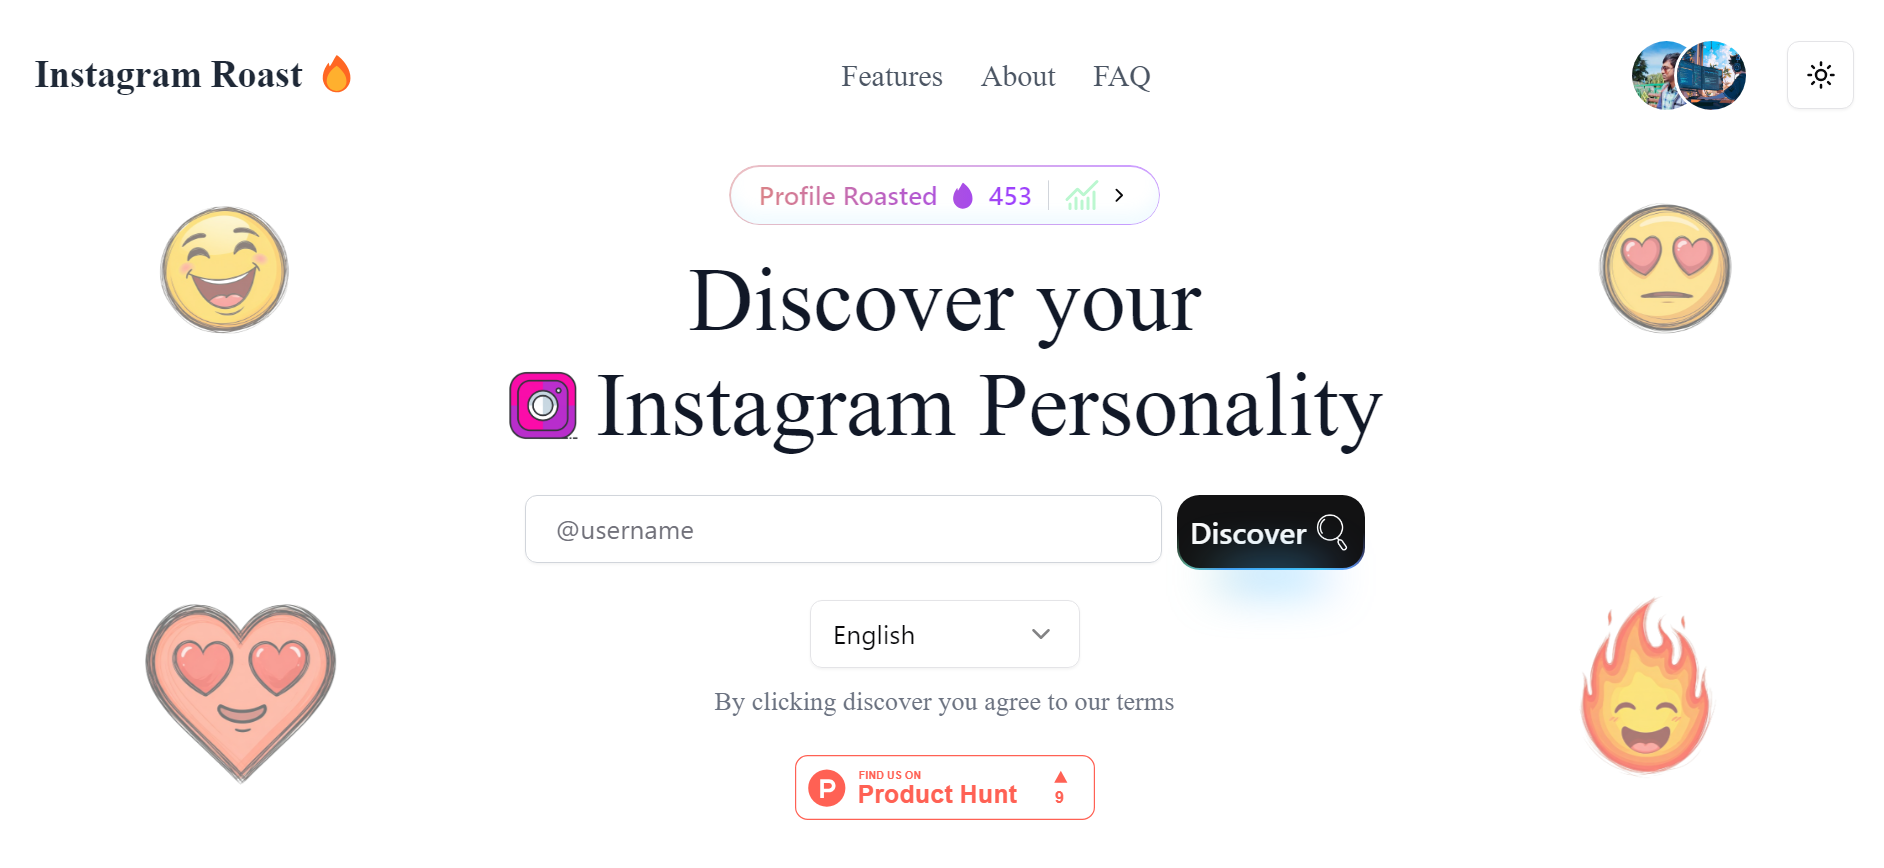 Instagram Roast
Features About FAQ
Profile Roasted 453
Discover your
Instagram Personality
@username
Discover
English
By clicking discover you agree to our terms
FIND US ON
Product Hunt
9